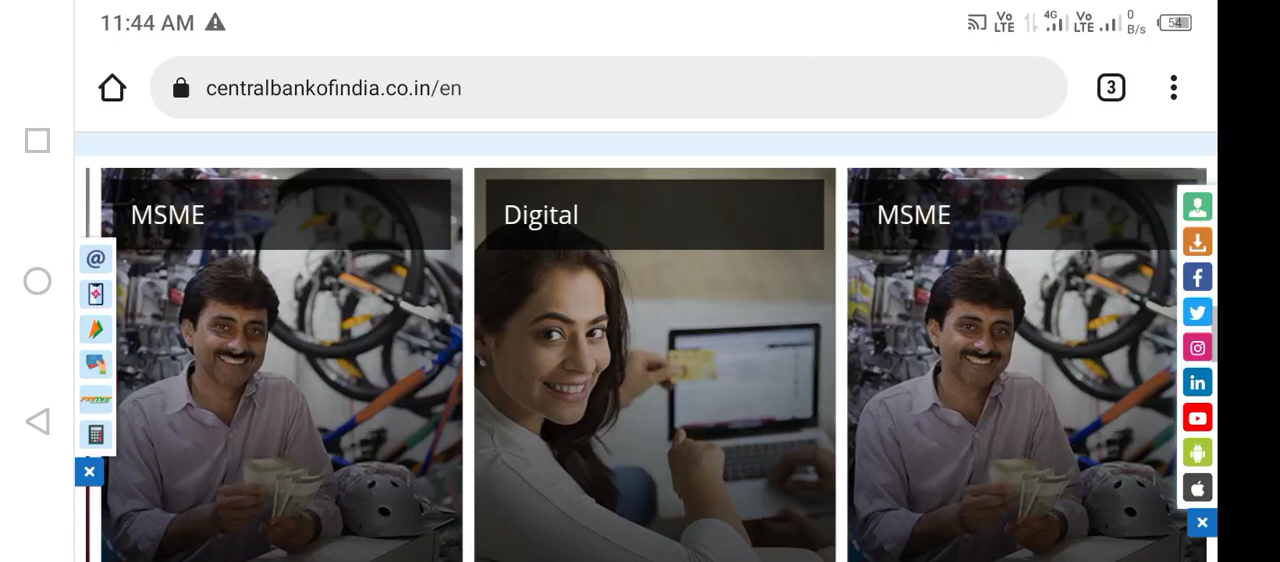 11:44 AM
Vo
LTE
4G
Vo
LTE
0
B/s
54
centralbankofindia.co.in/en
3
MSME
Digital
MSME